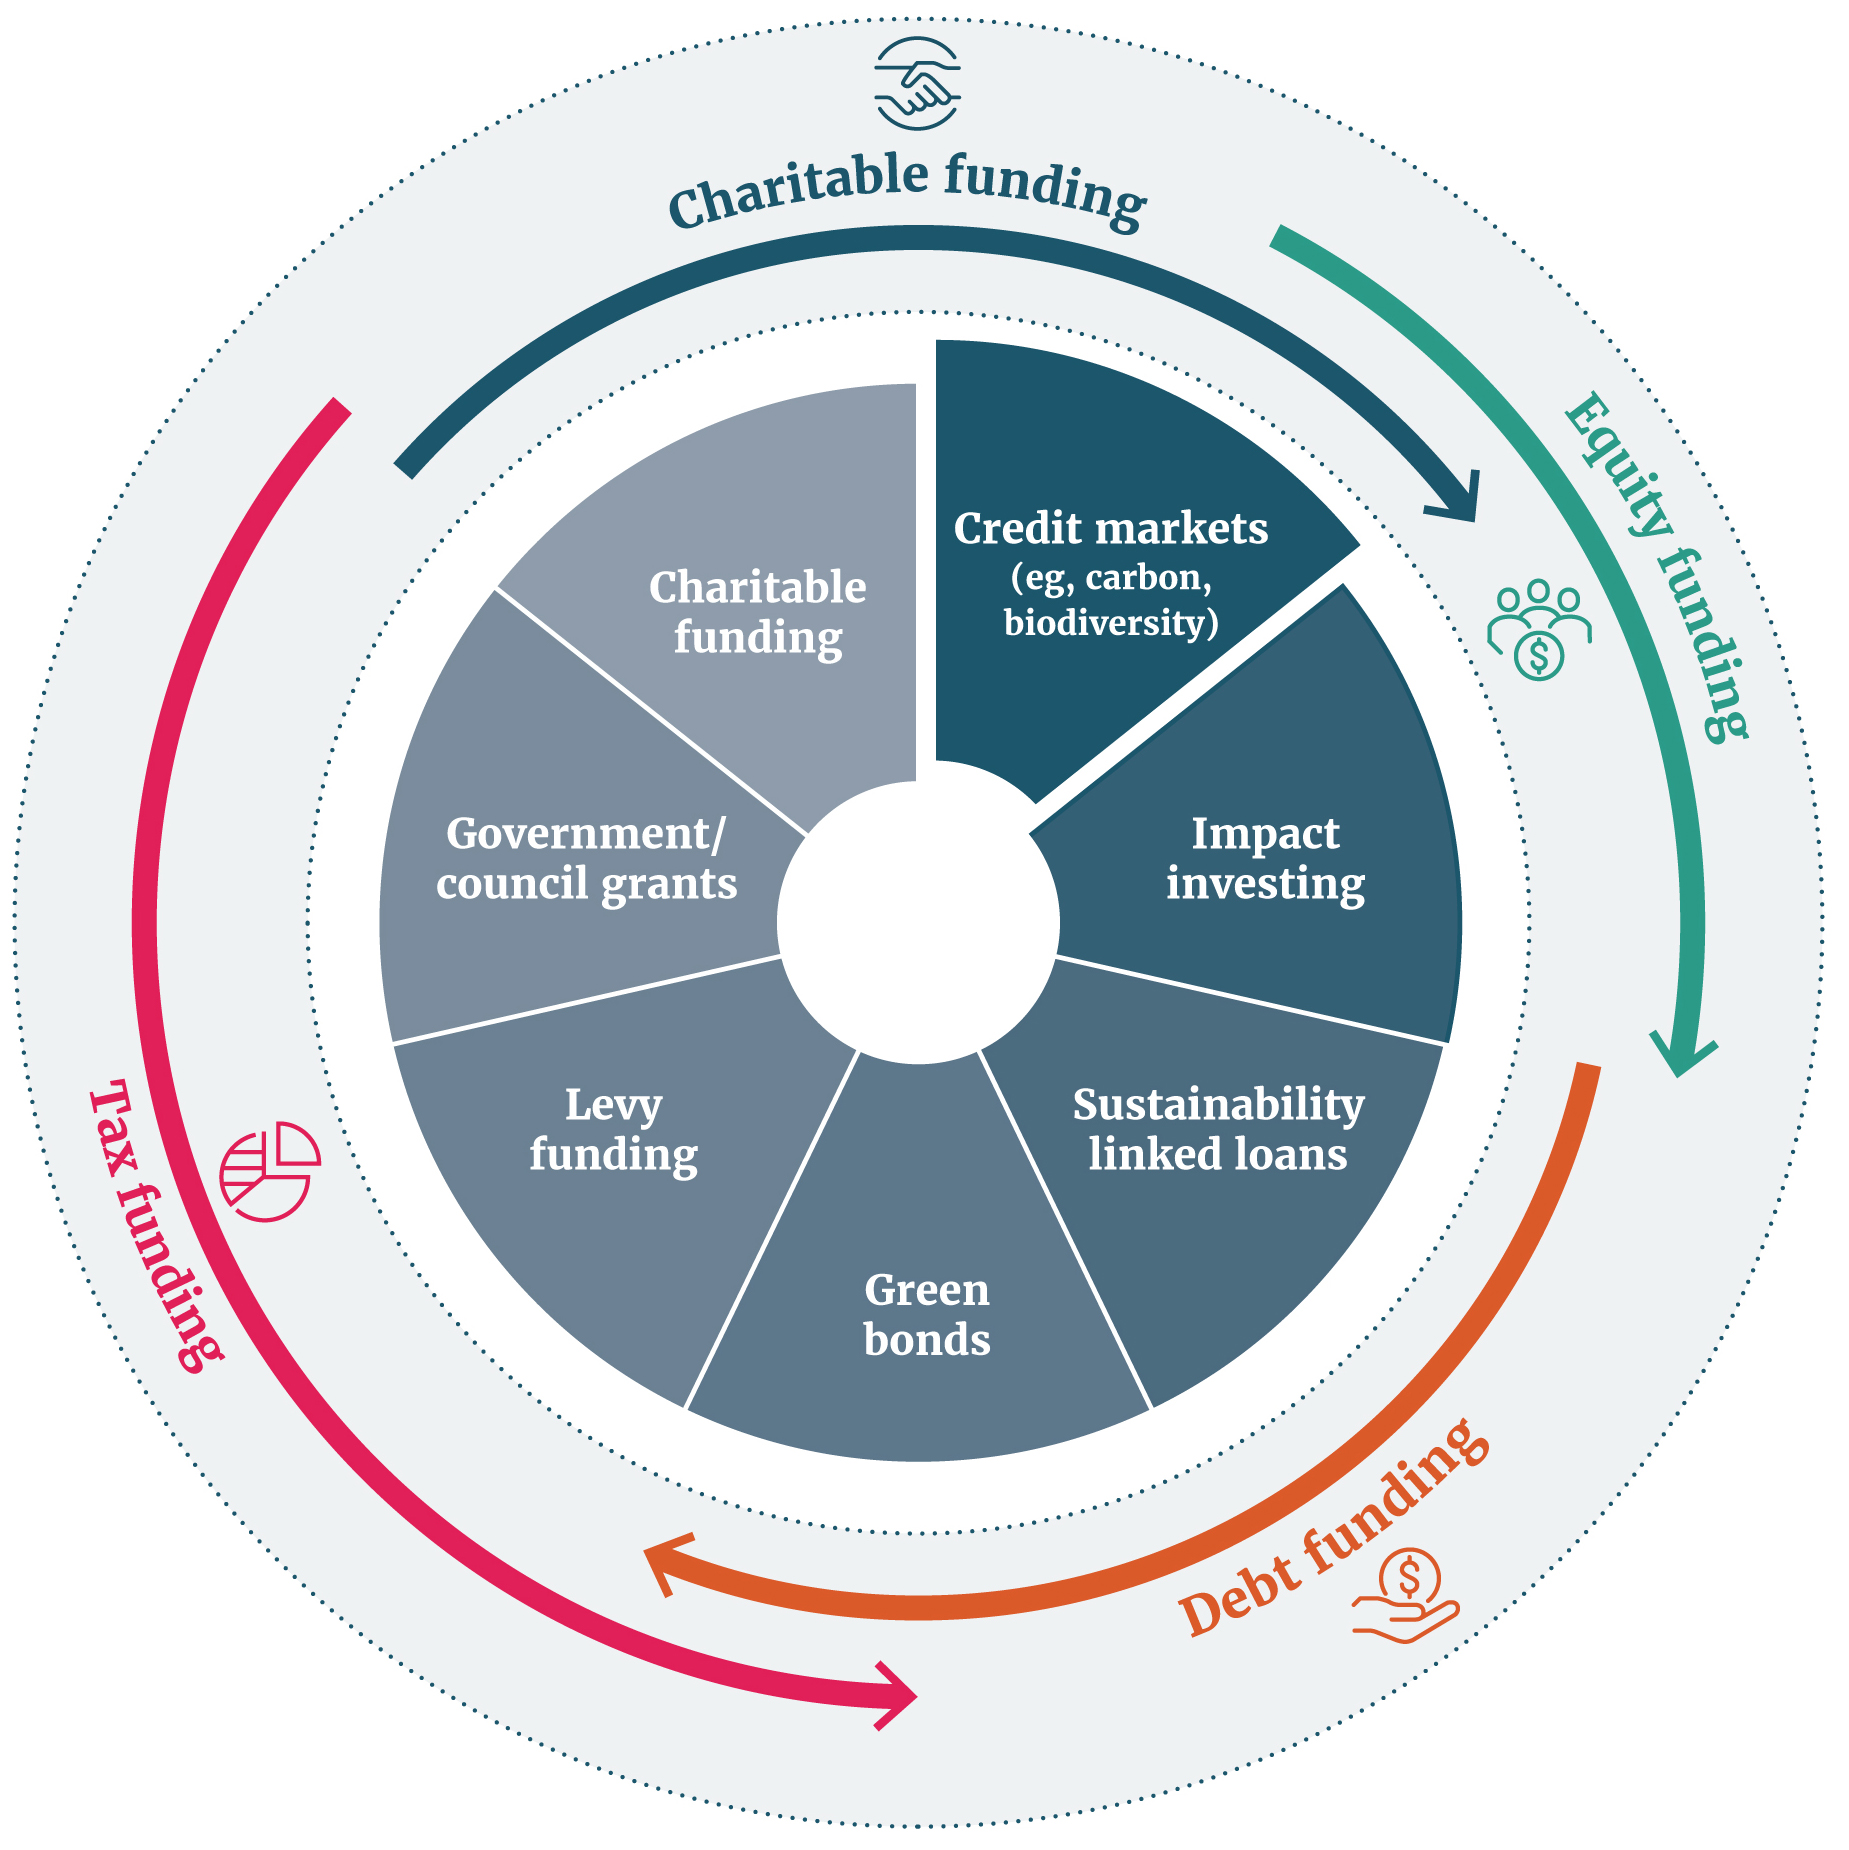 Charitable funding
Equity funding
Debt funding
Tax funding
Credit markets
(eg, carbon,
biodiversity)
Impact
investing
Sustainability
linked loans
Green
bonds
Levy
funding
Government/
council grants
Charitable
funding
$
$